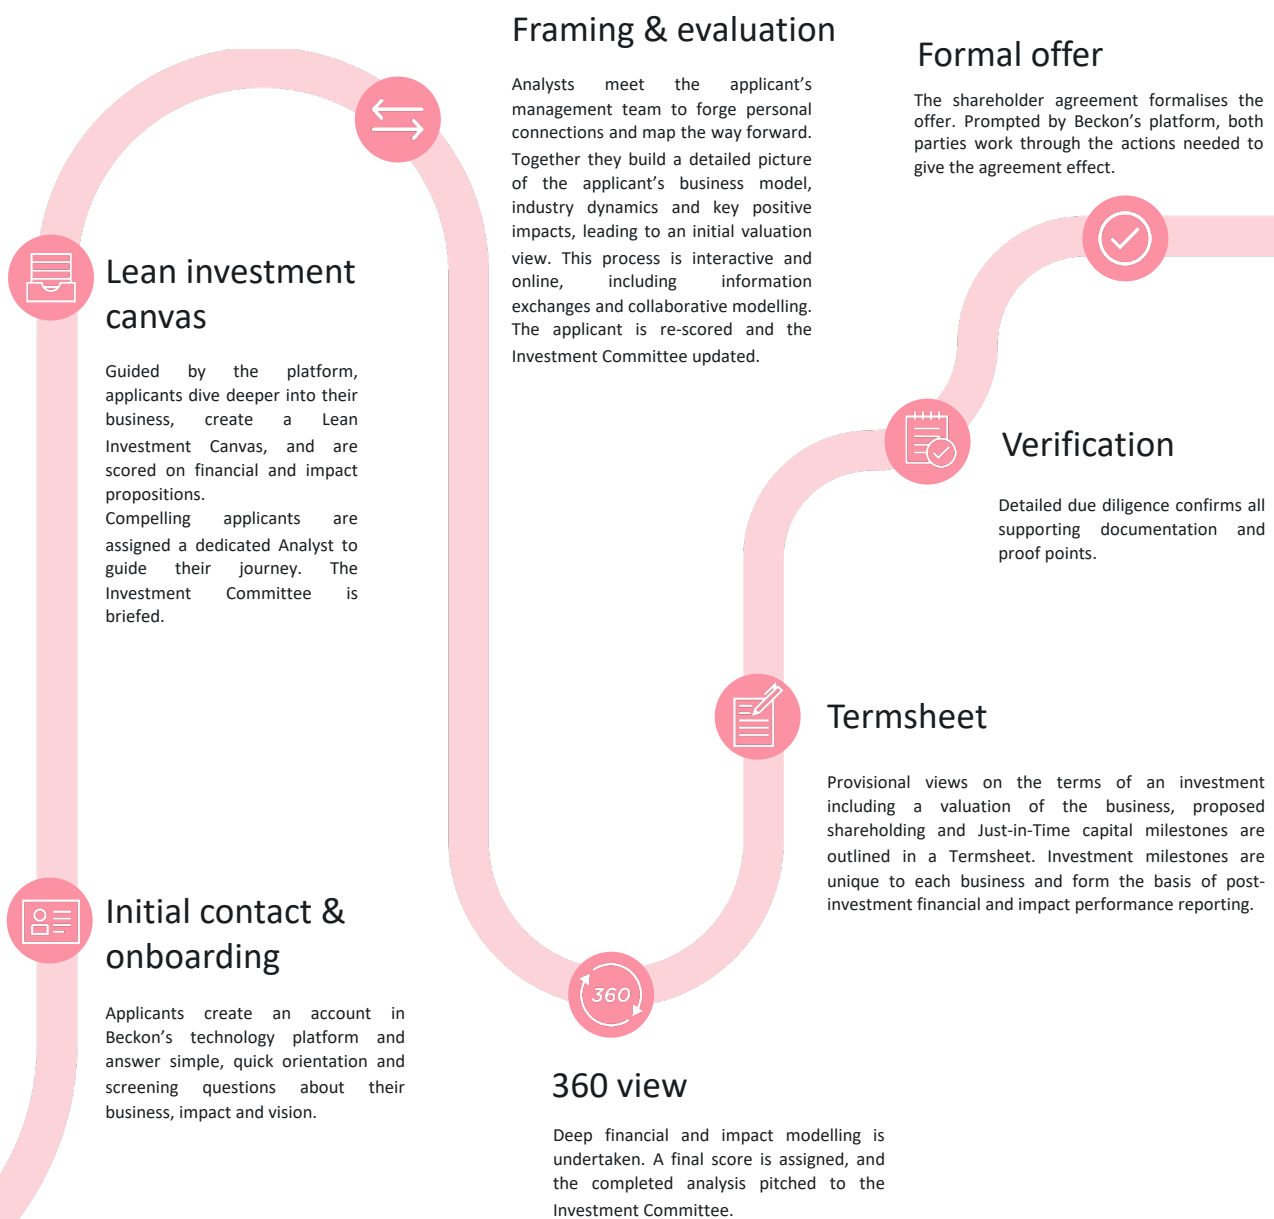 Initial contact &
onboarding
Applicants create an account in
Beckon’s technology platform and
answer simple, quick orientation and
screening questions about their
business, impact and vision.
Lean investment
canvas
Guided by the platform,
applicants dive deeper into their
business, create a Lean
Investment Canvas, and are
scored on financial and impact
propositions.
Compelling applicants are
assigned a dedicated Analyst to
guide their journey. The
Investment Committee is
briefed.
Framing & evaluation
Analysts meet the applicant’s
management team to forge personal
connections and map the way forward.
Together they build a detailed picture
of the applicant’s business model,
industry dynamics and key positive
impacts, leading to an initial valuation
view. This process is interactive and
online, including information
exchanges and collaborative modelling.
The applicant is re-scored and the
Investment Committee updated.
360
360 view
Deep financial and impact modelling is
undertaken. A final score is assigned, and
the completed analysis pitched to the
Investment Committee.
Termsheet
Provisional views on the terms of an investment
including a valuation of the business, proposed
shareholding and Just-in-Time capital milestones are
outlined in a Termsheet. Investment milestones are
unique to each business and form the basis of post-
investment financial and impact performance reporting.
Verification
Detailed due diligence confirms all
supporting documentation and
proof points.
Formal offer
The shareholder agreement formalises the
offer. Prompted by Beckon’s platform, both
parties work through the actions needed to
give the agreement effect.